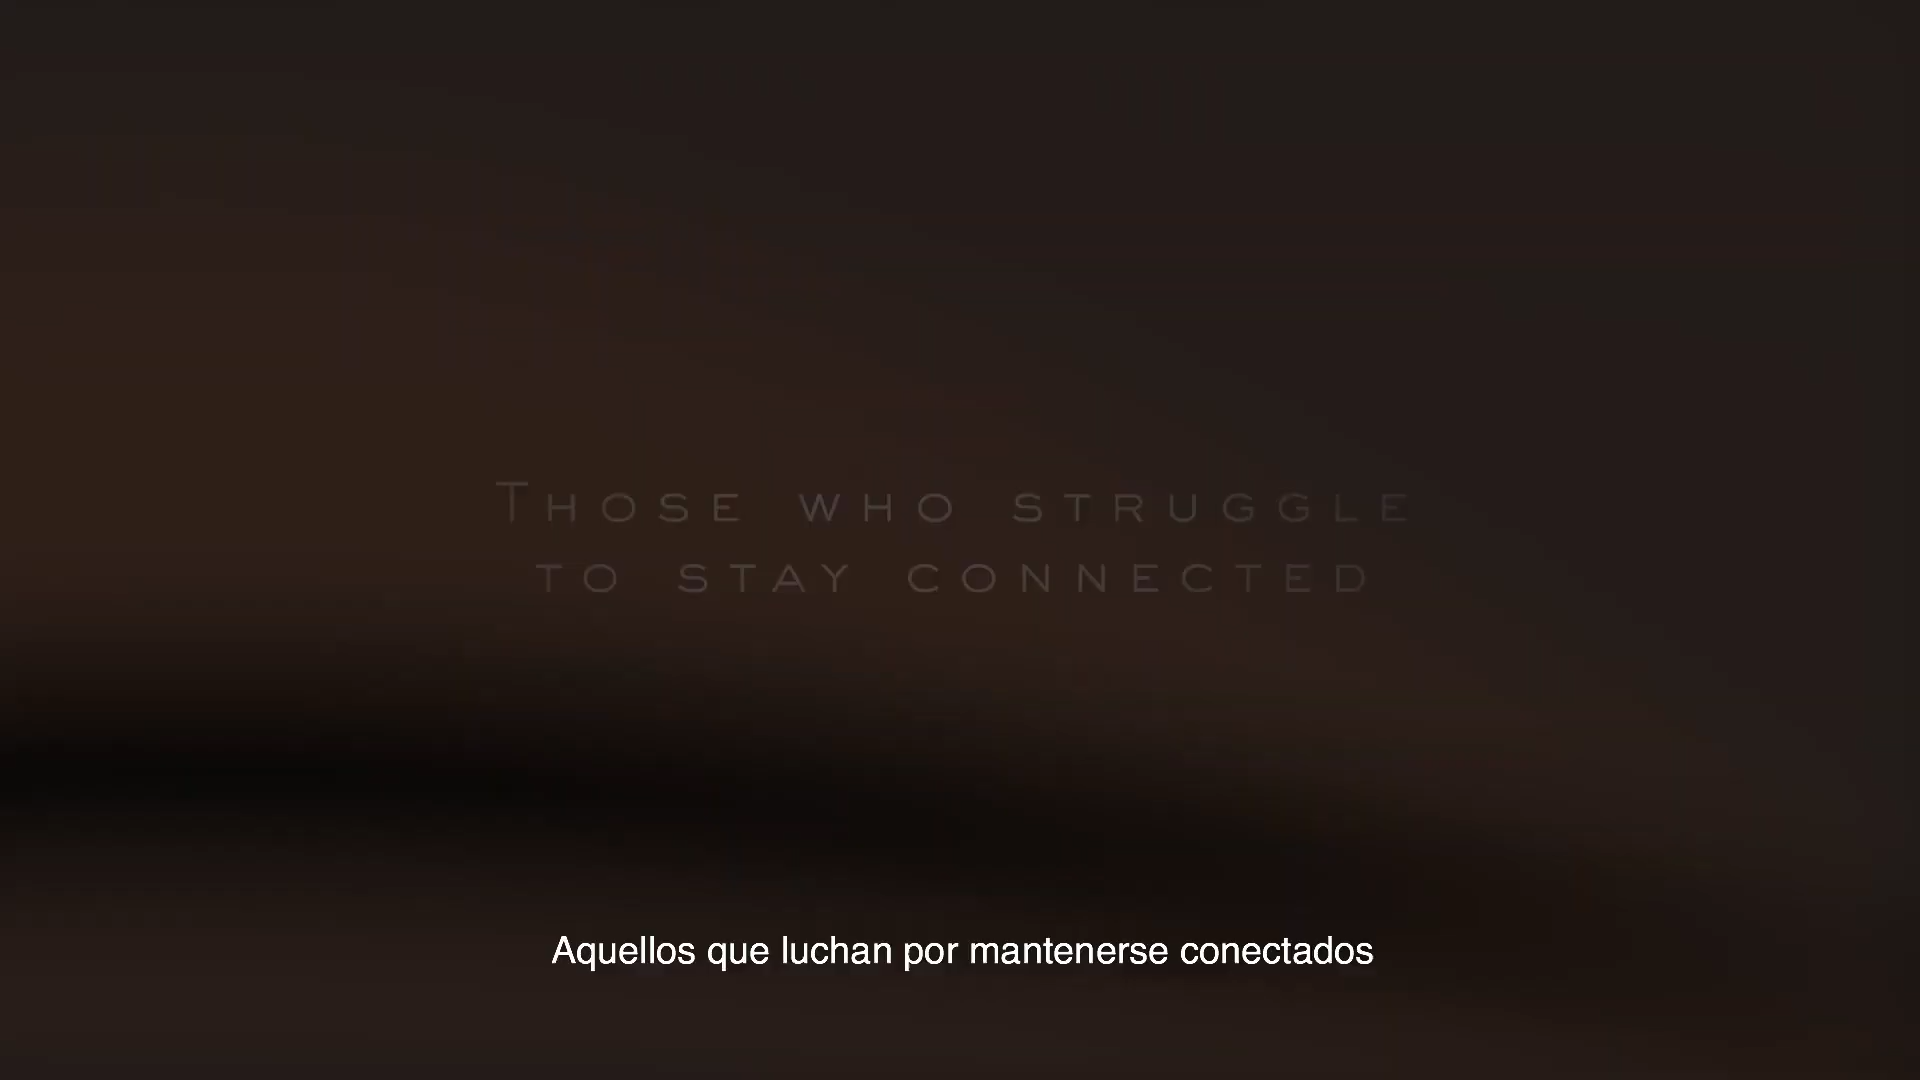 Those who struggle
to stay connected
Aquellos que luchan por mantenerse conectados